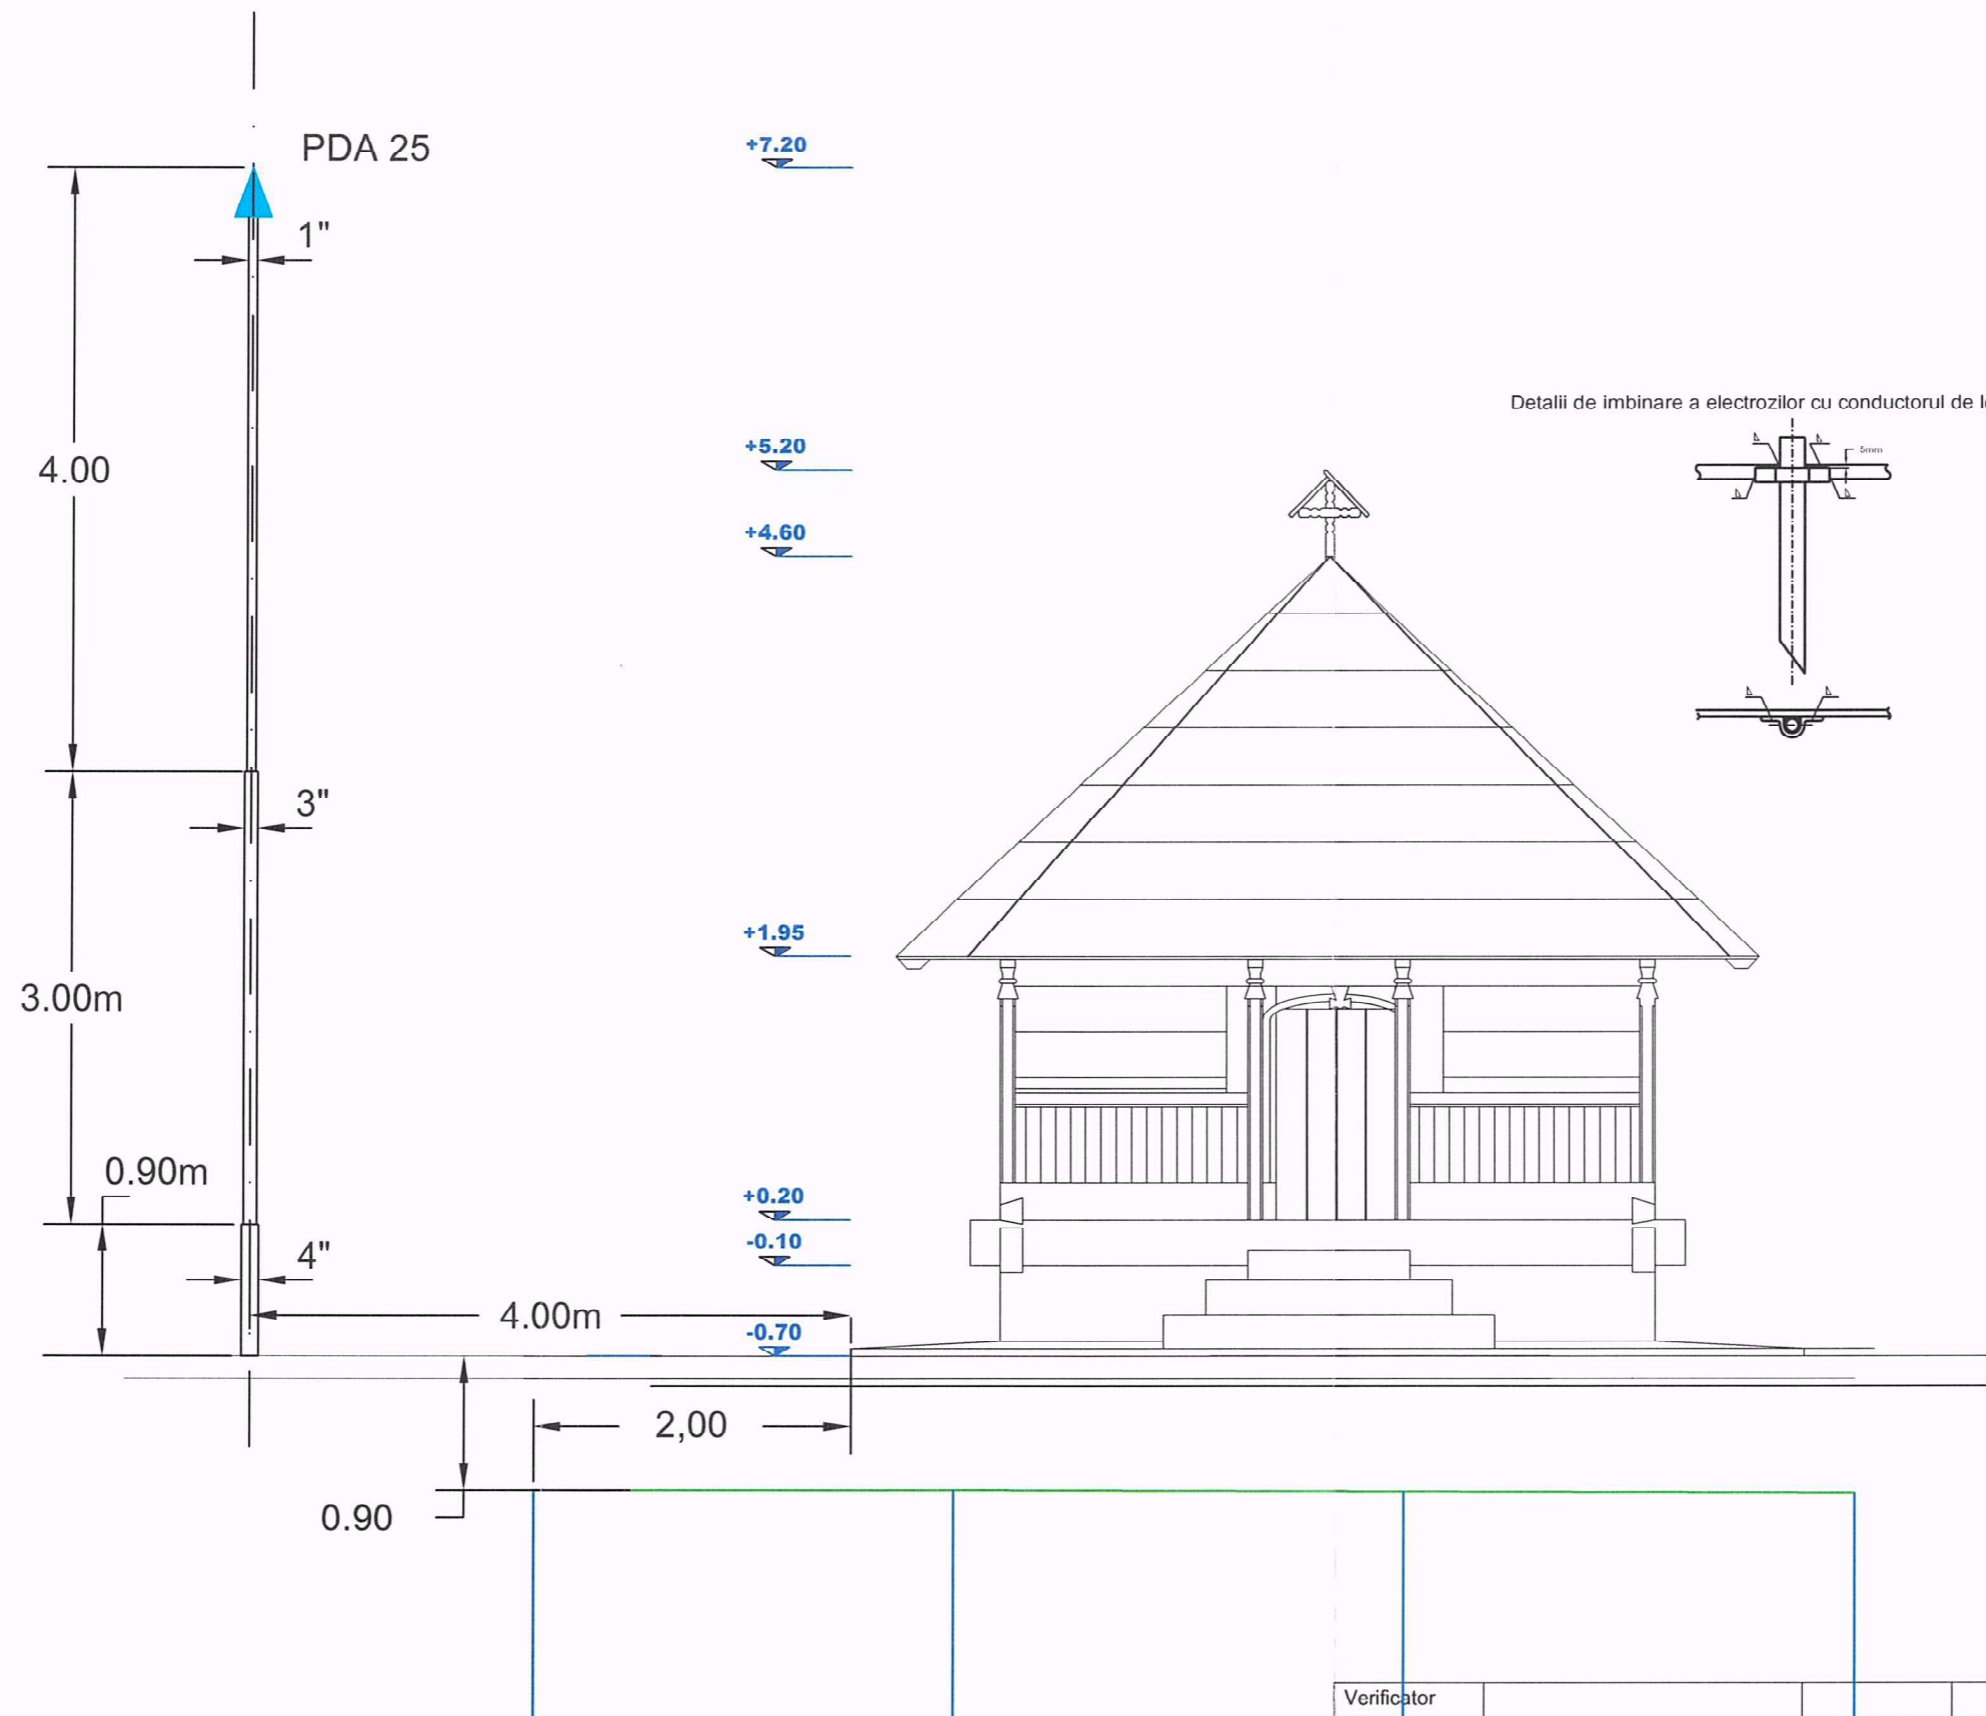 PDA 25
+7.20
1"
Detalii de imbinare a electrozilor cu conductorul de
5mm
+5.20
4.00
+4.60
3"
+1.95
3.00m
0.90m
+0.20
-0.10
4"
4.00m
-0.70
2,00
0.90
Verificator